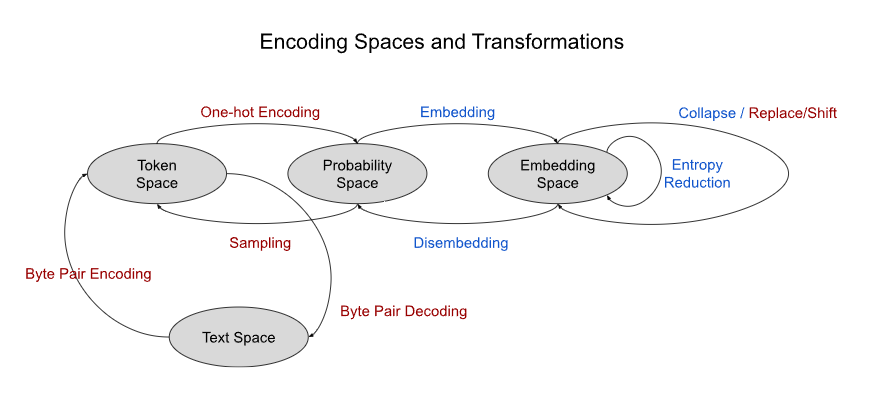 Encoding Spaces and Transformations
One-hot Encoding
Embedding
Collapse / Replace/Shift
Token
Space
Probability
Space
Embedding
Space
Entropy
Reduction
Sampling
Disembedding
Byte Pair Encoding
Byte Pair Decoding
Text Space